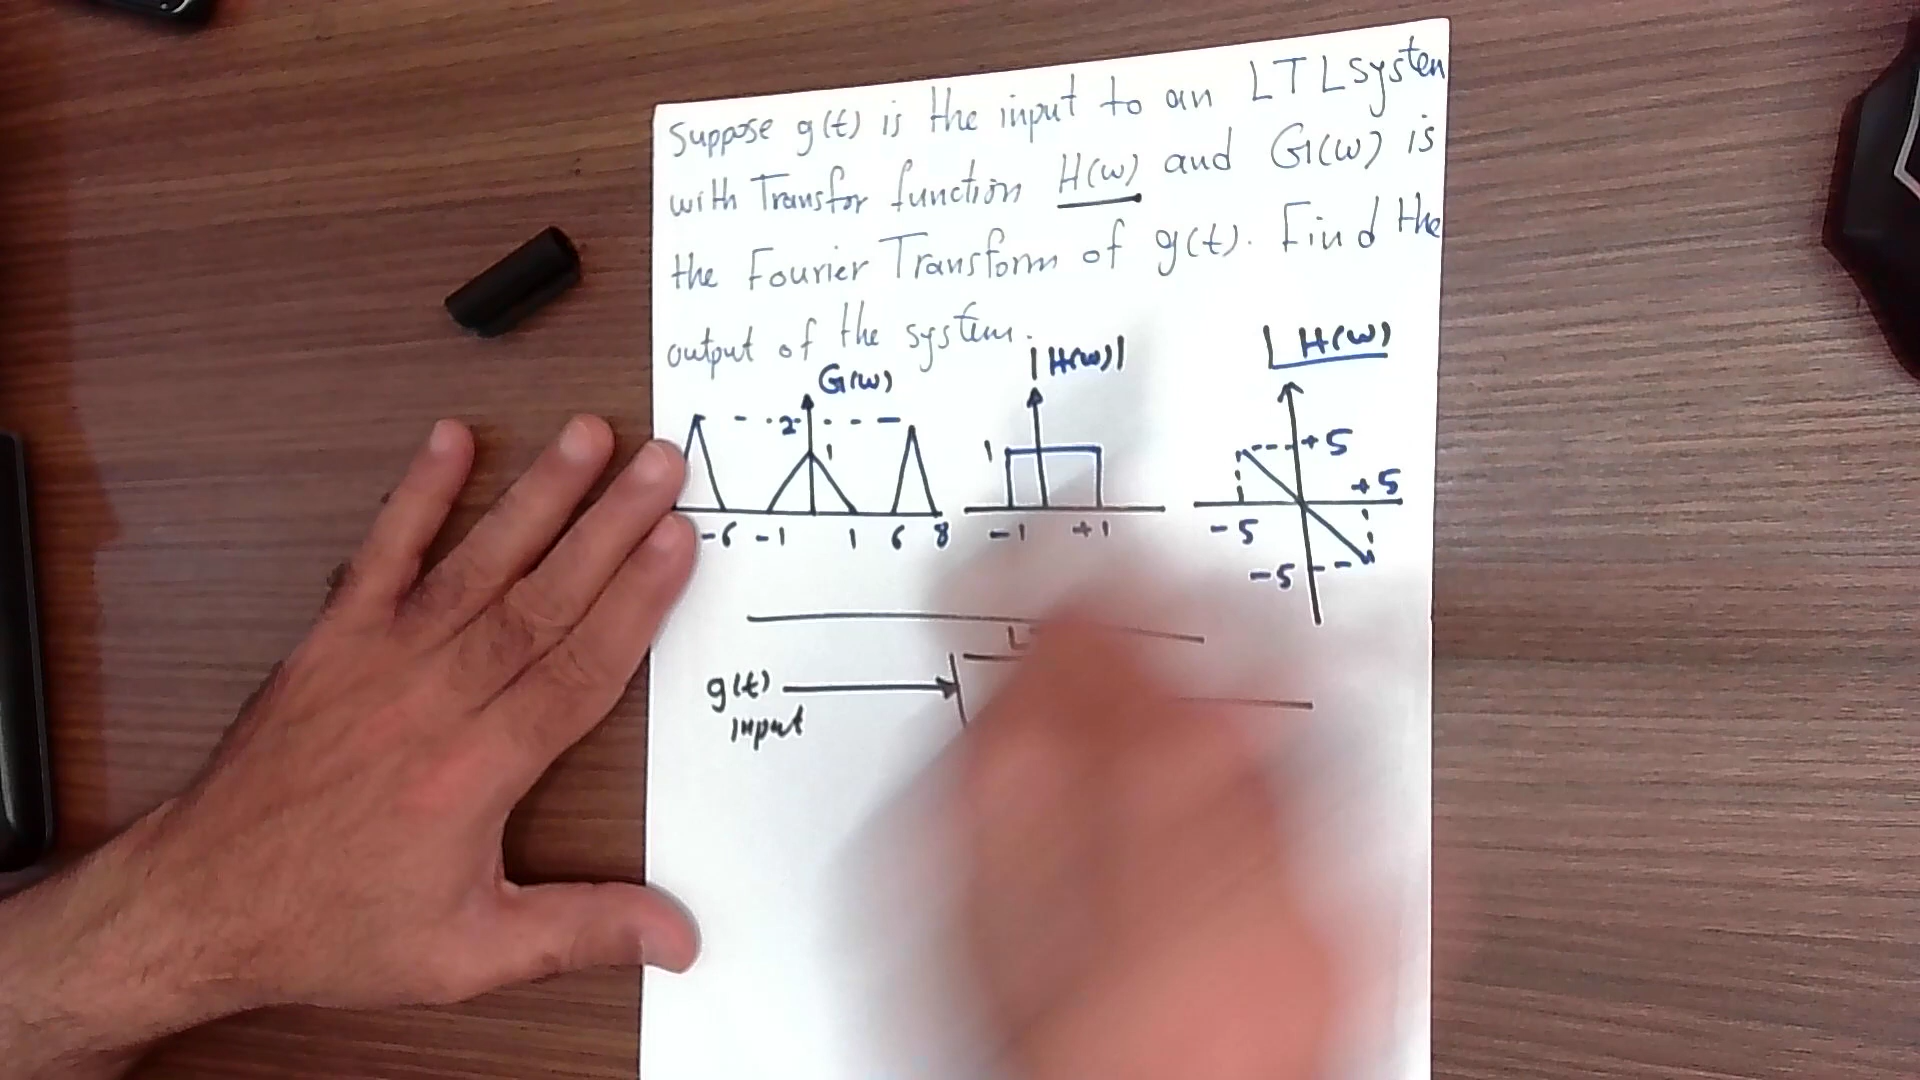 Suppose g(t) is the input to an LTL system
with Transfor function H(w) and G(w) is
the Fourier Transform of g(t). Find the
output of the system.
G(w)
2
1
-6 -1 1 6 8
|H(w)|
1
-1 +1
∠H(w)
+5
+5
-5
-5
g(t)
input